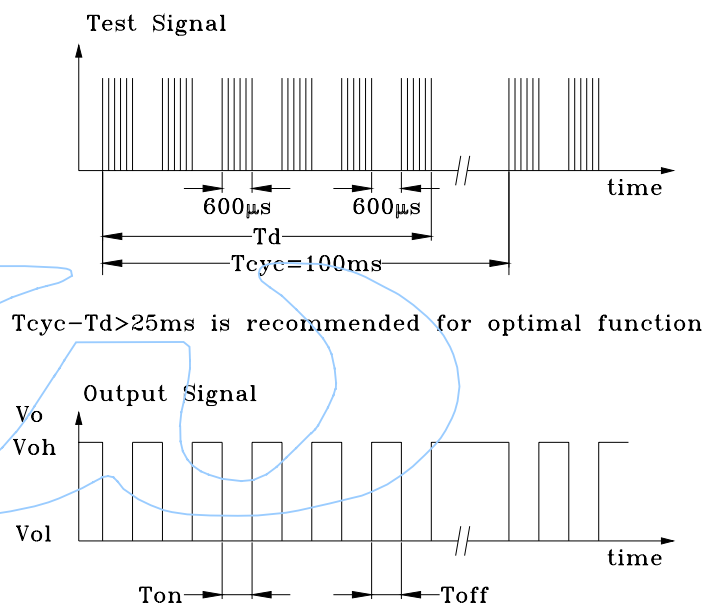 Test Signal
time
600μs 600μs
Td
Tcyc=100ms
Tcyc-Td>25ms is recommended for optimal function
Output Signal
Vo
Voh
Vol
time
Ton Toff